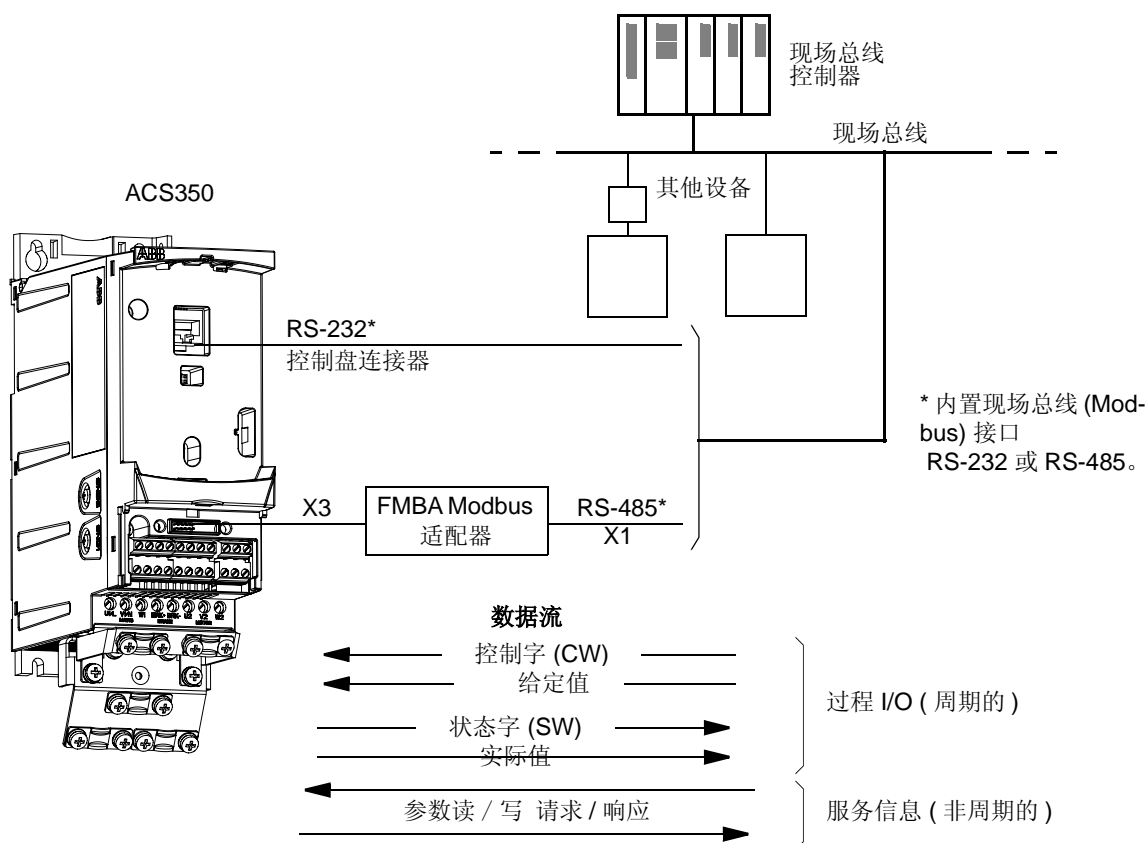 现场总线
控制器
现场总线
其他设备
ACS350
ABB
RS-232*
控制盘连接器
* 内置现场总线 (Mod-
bus) 接口
RS-232 或 RS-485。
X3
FMBA Modbus
适配器
RS-485*
X1
数据流
控制字 (CW)
给定值
过程 I/O ( 周期的 )
状态字 (SW)
实际值
参数读 / 写 请求 / 响应
服务信息 ( 非周期的 )